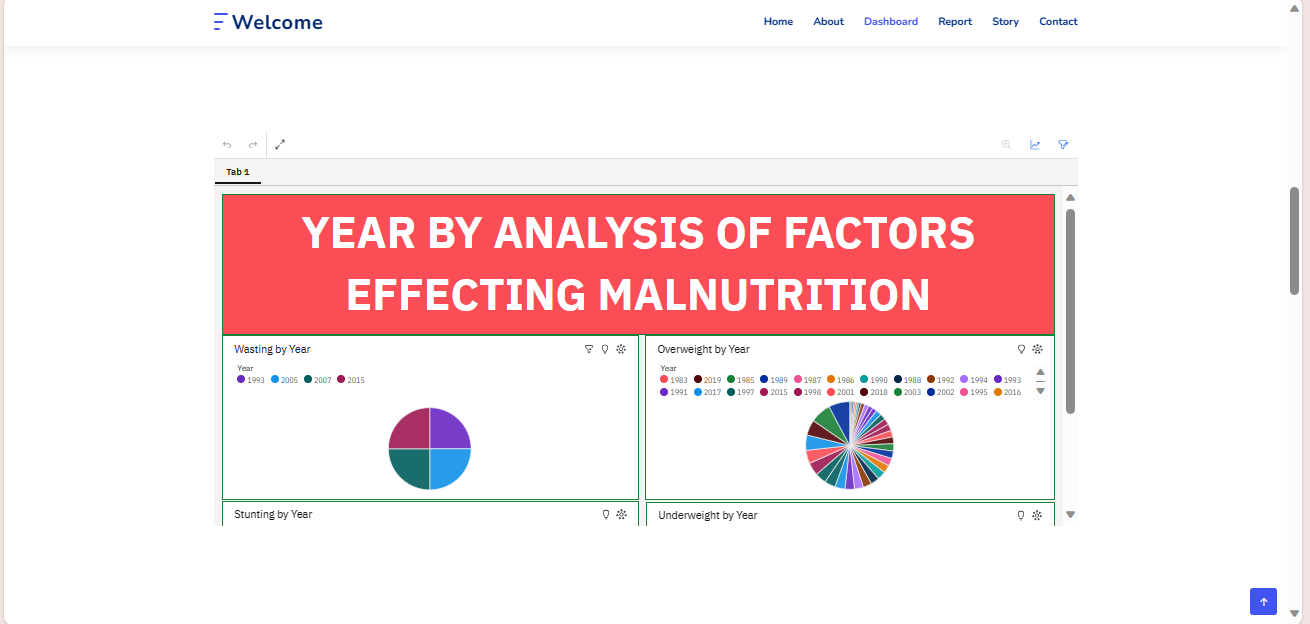 Welcome
Home About Dashboard Report Story Contact
Tab 1
YEAR BY ANALYSIS OF FACTORS
EFFECTING MALNUTRITION
Wasting by Year
Year
1993 2005 2007 2015
Overweight by Year
Year
1983 2019 1985 1989 1987 1986 1990 1988 1992 1994 1993
1991 2017 1997 2015 1998 2001 2018 2003 2002 1995 2016
Stunting by Year
Underweight by Year